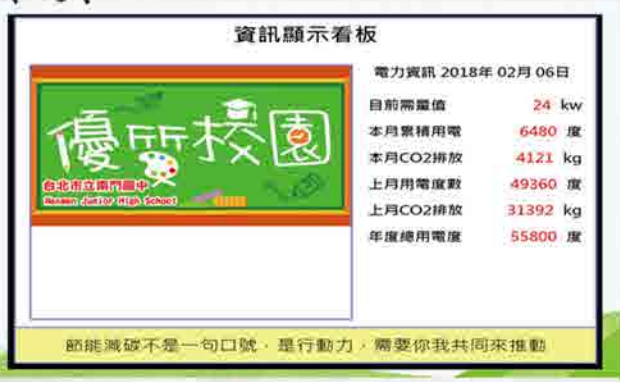 資訊顯示看板
電力資訊 2018年 02月 06日
優質校園
台北市立南門國中
Nanmen Junior High School
目前需量值 24 kw
本月累積用電 6480 度
本月CO2排放 4121 kg
上月用電度數 49360 度
上月CO2排放 31392 kg
年度總用電度 55800 度
節能減碳不是一句口號，是行動力，需要你我共同來推動